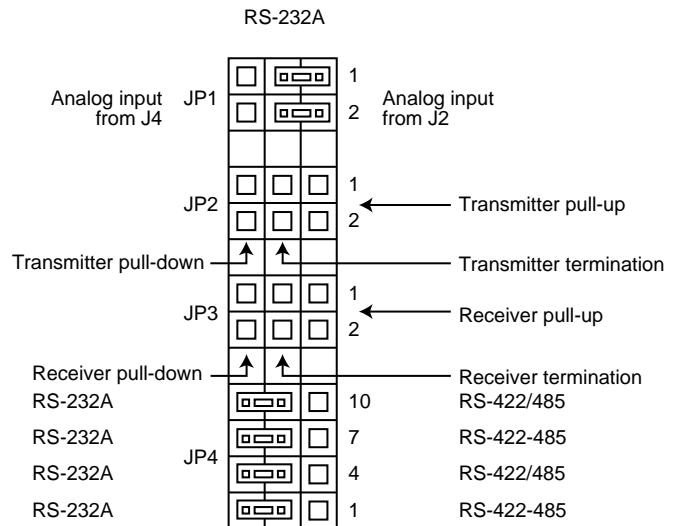 RS-232A
1
Analog input from J4 JP1 2 Analog input from J2
1
JP2 Transmitter pull-up
2
Transmitter pull-down Transmitter termination
1
JP3 Receiver pull-up
2
Receiver pull-down Receiver termination
RS-232A 10 RS-422/485
RS-232A 7 RS-422-485
JP4
RS-232A 4 RS-422/485
RS-232A 1 RS-422-485